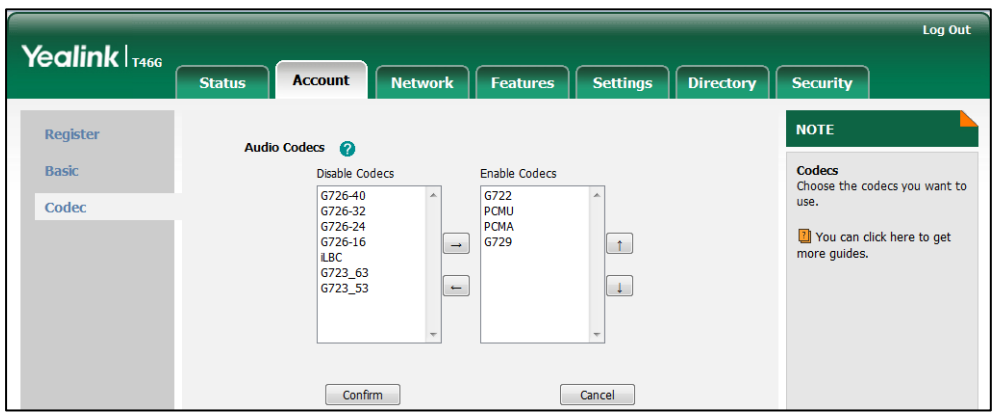 Log Out
Yealink | T46G
Status Account Network Features Settings Directory Security
Register
Basic
Codec
Audio Codecs ?
Disable Codecs
G726-40
G726-32
G726-24
G726-16
iLBC
G723_63
G723_53
→
←
Enable Codecs
G722
PCMU
PCMA
G729
↑
↓
Confirm
Cancel
NOTE
Codecs
Choose the codecs you want to
use.
You can click here to get
more guides.